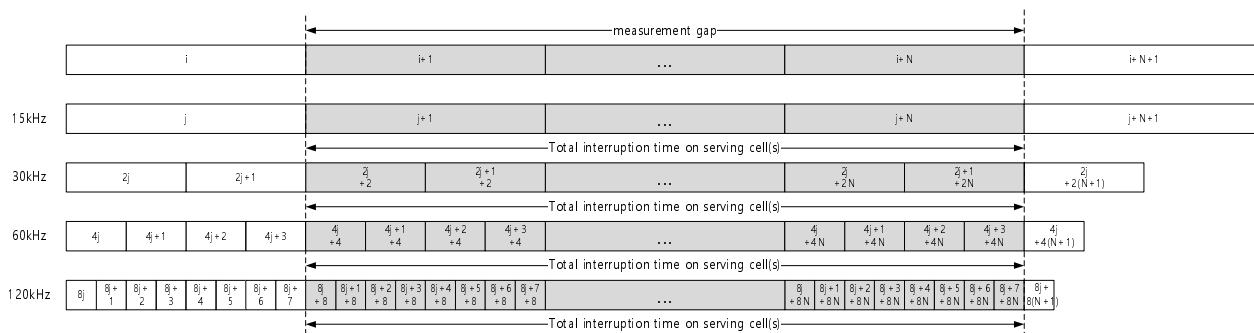 measurement gap
i i+1 ... i+N i+N+1
15kHz j j+1 ... j+N j+N+1
Total interruption time on serving cell(s)
30kHz 2j 2j+1 2j +2 2j+1 +2 ... 2j +2N 2j+1 +2N 2j +2(N+1)
Total interruption time on serving cell(s)
60kHz 4j 4j+1 4j+2 4j+3 4j +4 4j+1 +4 4j+2 +4 4j+3 +4 ... 4j +4N 4j+1 +4N 4j+2 +4N 4j+3 +4N 4j +4(N+1)
Total interruption time on serving cell(s)
120kHz 8j 8j+ 1 8j+ 2 8j+ 3 8j+ 4 8j+ 5 8j+ 6 8j+ 7 8j +8 8j+1 +8 8j+2 +8 8j+3 +8 8j+4 +8 8j+5 +8 8j+6 +8 8j+7 +8 ... 8j +8N 8j+1 +8N 8j+2 +8N 8j+3 +8N 8j+4 +8N 8j+5 +8N 8j+6 +8N 8j+7 +8N 8j+ 8(N+1)
Total interruption time on serving cell(s)